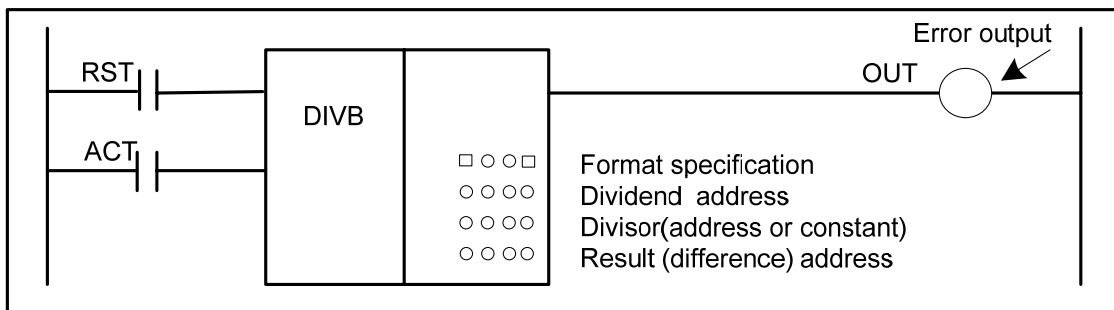 Error output
RST
OUT
DIVB
ACT
□○○□ Format specification
○○○○ Dividend address
○○○○ Divisor(address or constant)
○○○○ Result (difference) address